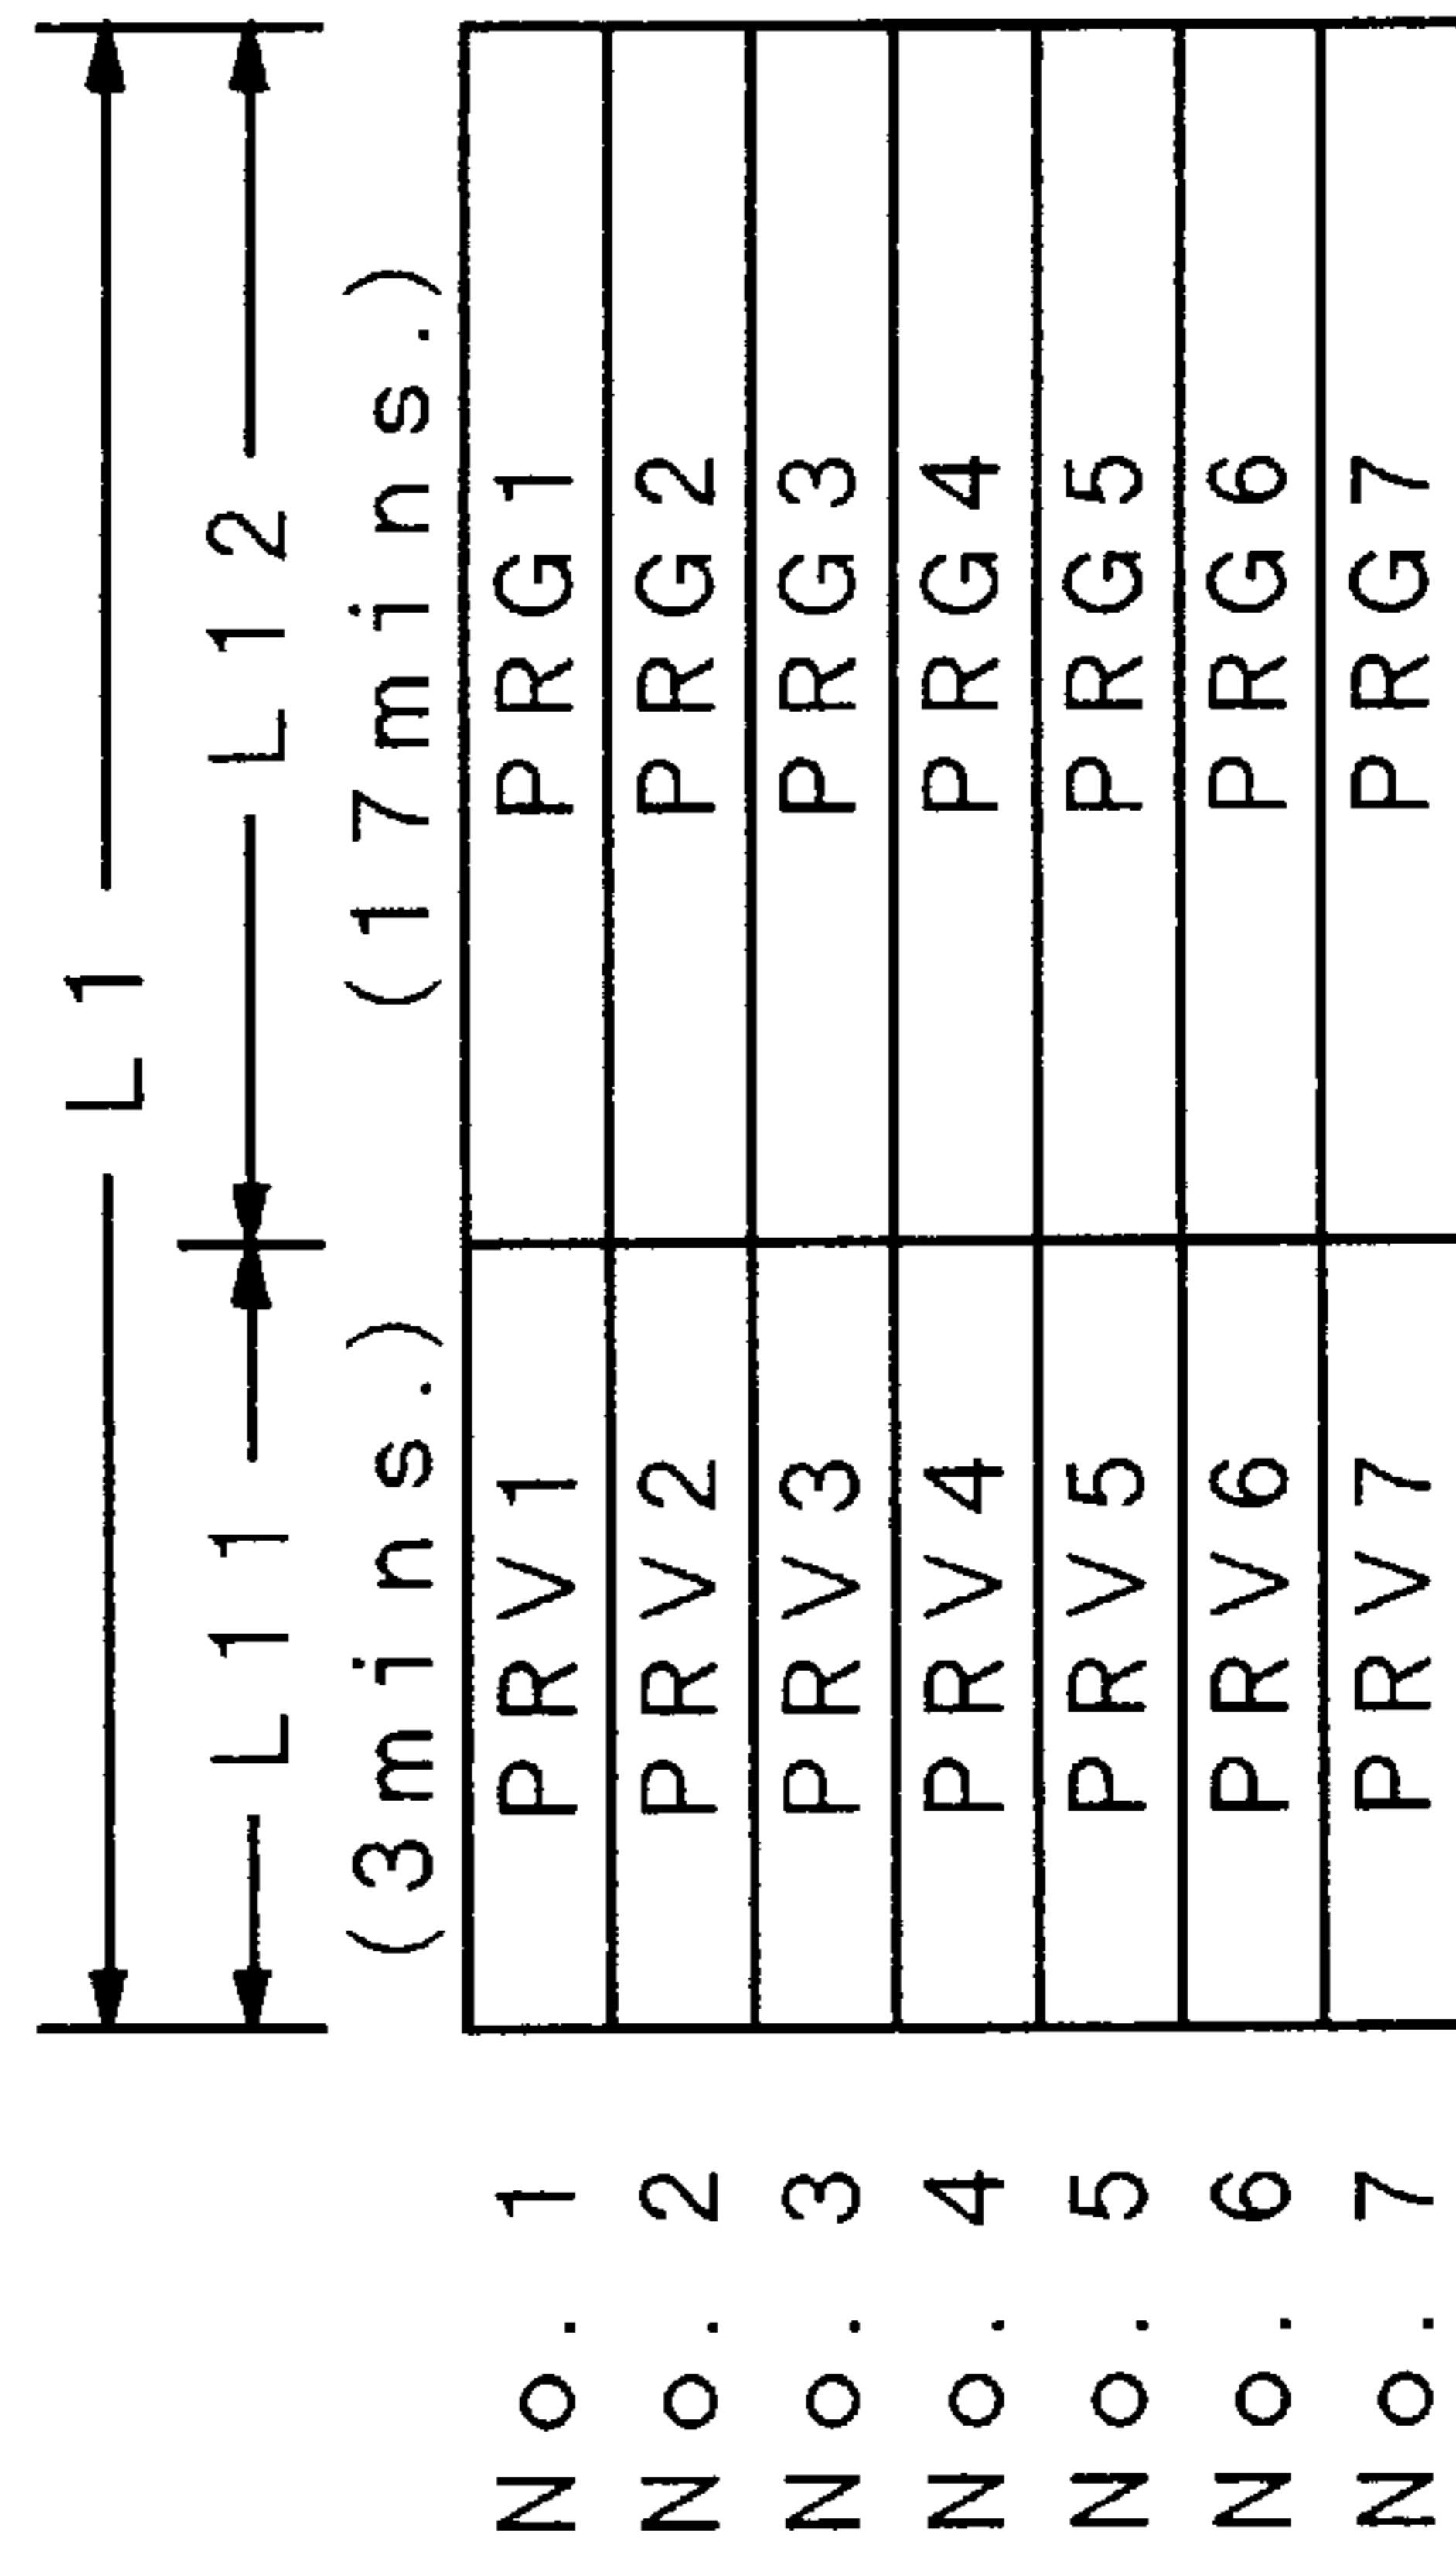 L1
L11 L12
(3mins.) (17mins.)
No. 1 PRV1 PRG1
No. 2 PRV2 PRG2
No. 3 PRV3 PRG3
No. 4 PRV4 PRG4
No. 5 PRV5 PRG5
No. 6 PRV6 PRG6
No. 7 PRV7 PRG7